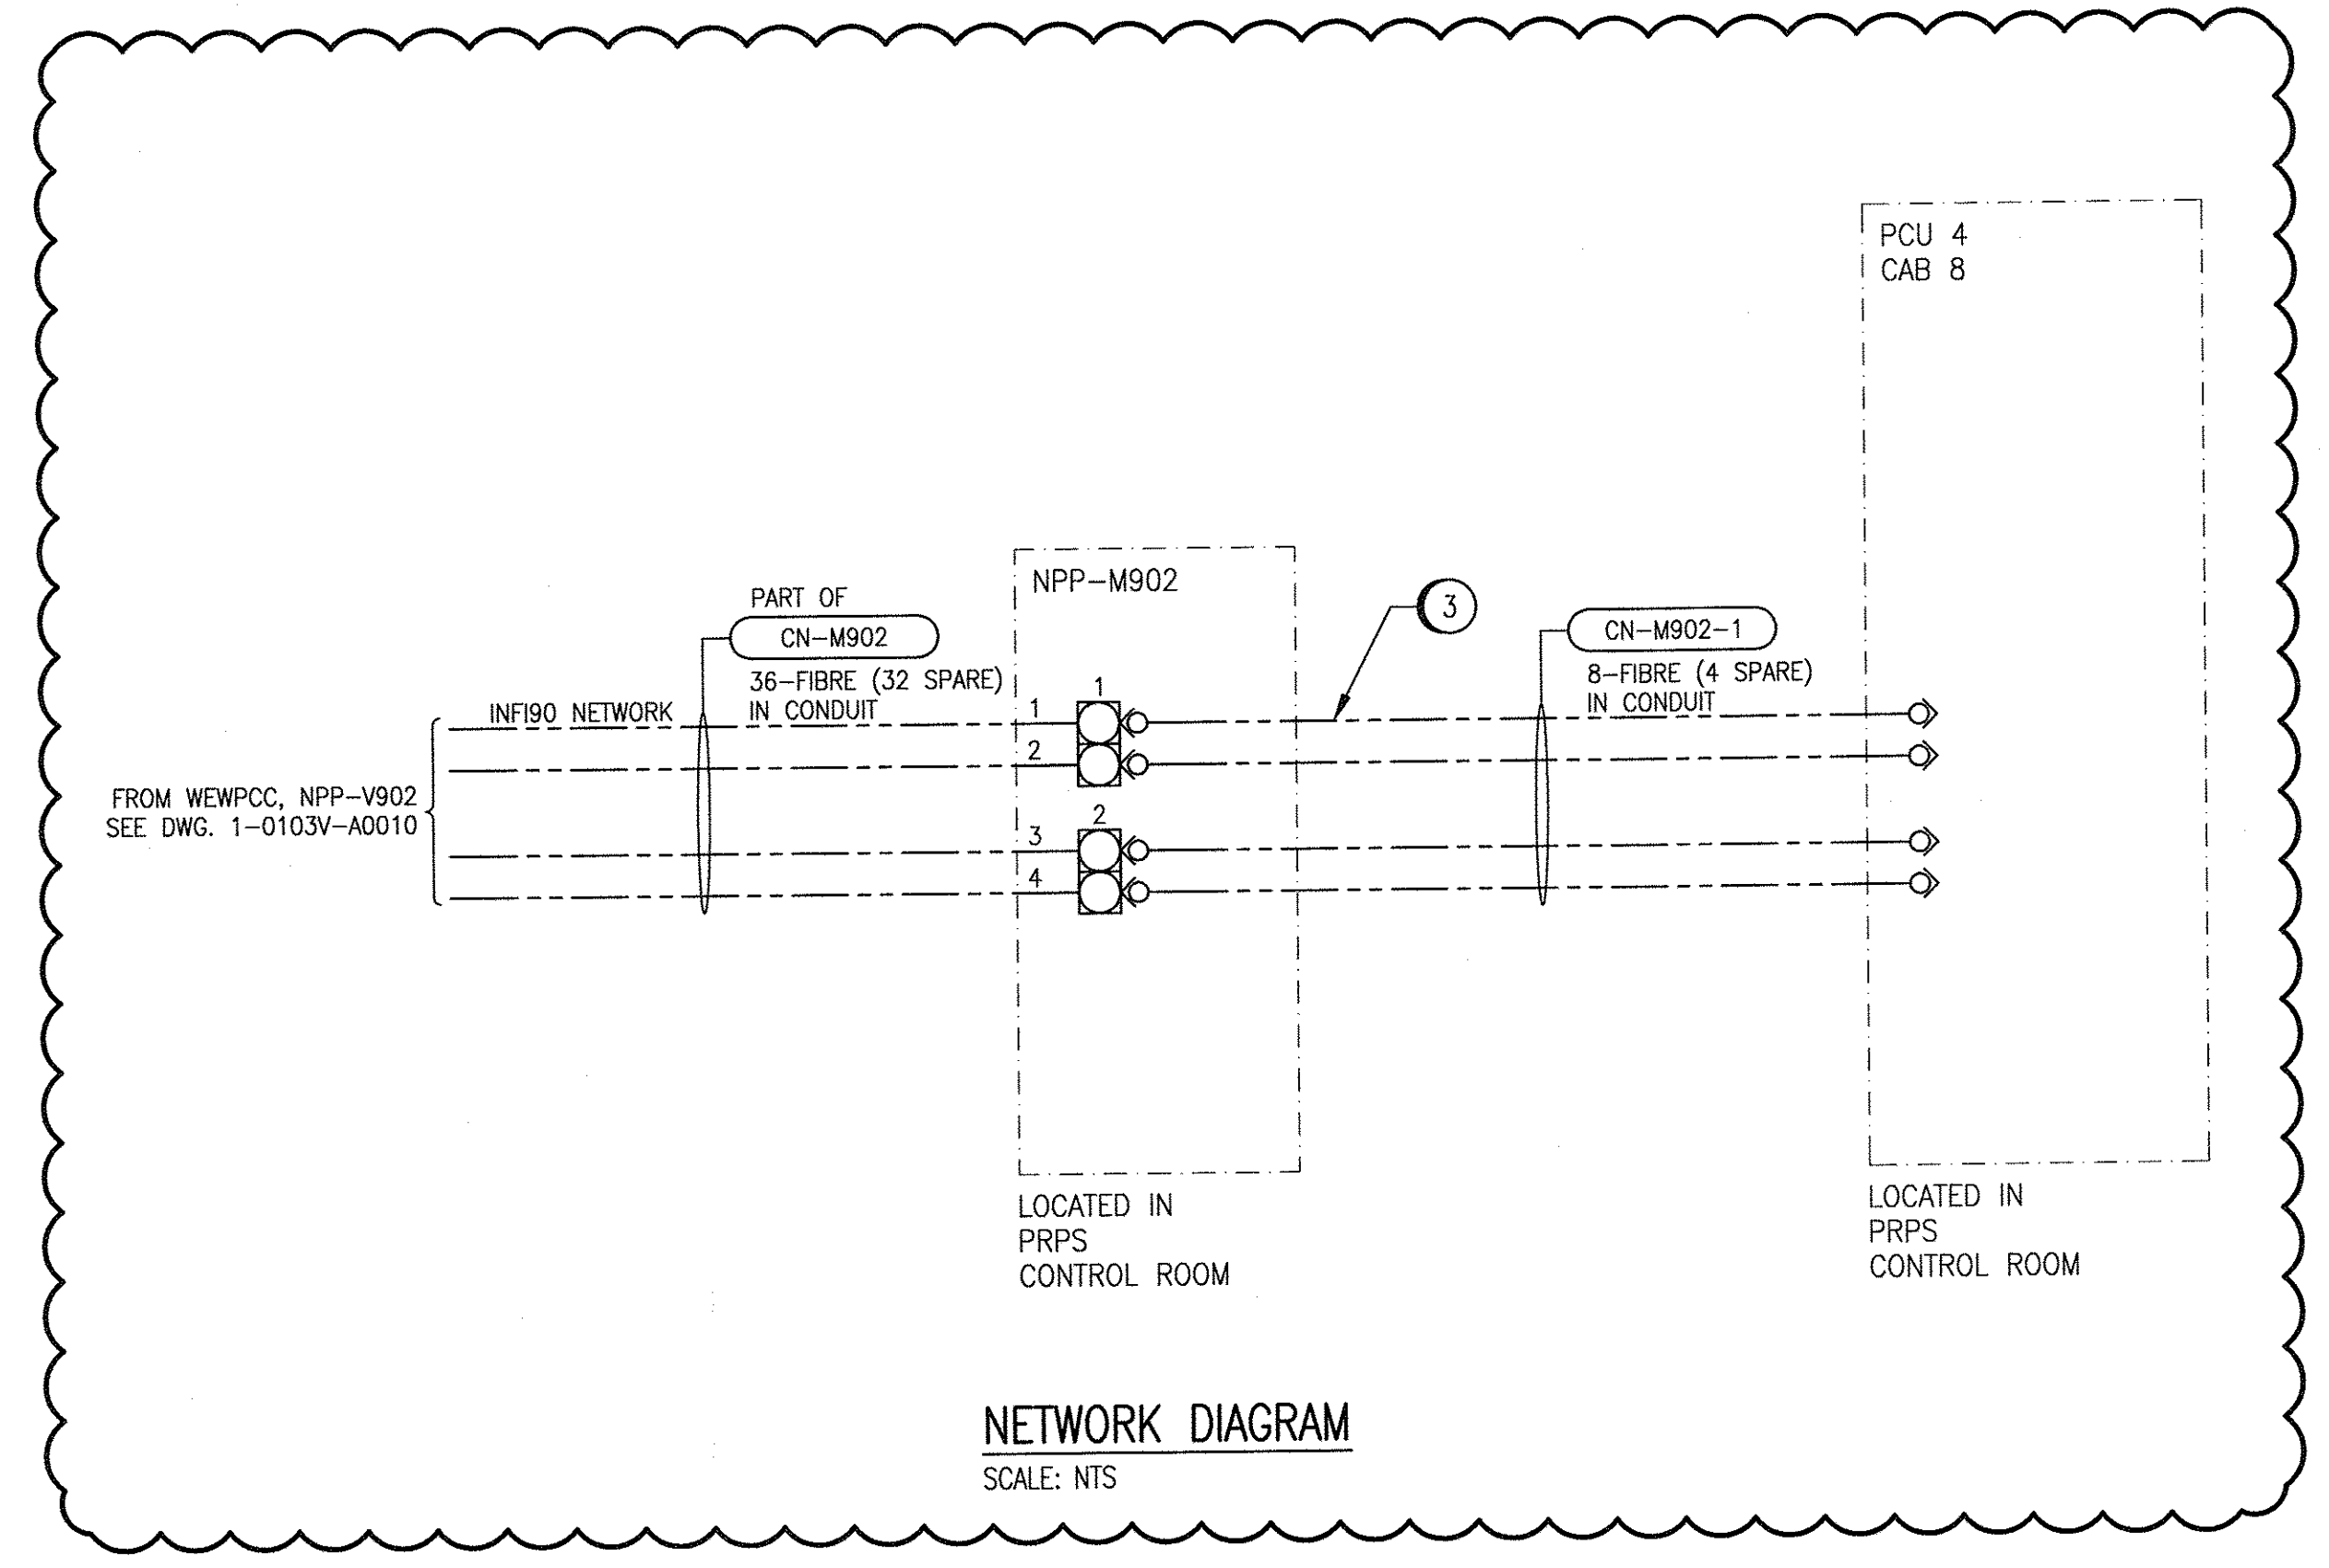 PCU 4
CAB 8
NPP-M902
PART OF
CN-M902
36-FIBRE (32 SPARE)
IN CONDUIT
3
CN-M902-1
8-FIBRE (4 SPARE)
IN CONDUIT
INFI90 NETWORK
1
1
2
2
3
4
FROM WEWPCC, NPP-V902
SEE DWG. 1-0103V-A0010
LOCATED IN
PRPS
CONTROL ROOM
LOCATED IN
PRPS
CONTROL ROOM
NETWORK DIAGRAM
SCALE: NTS